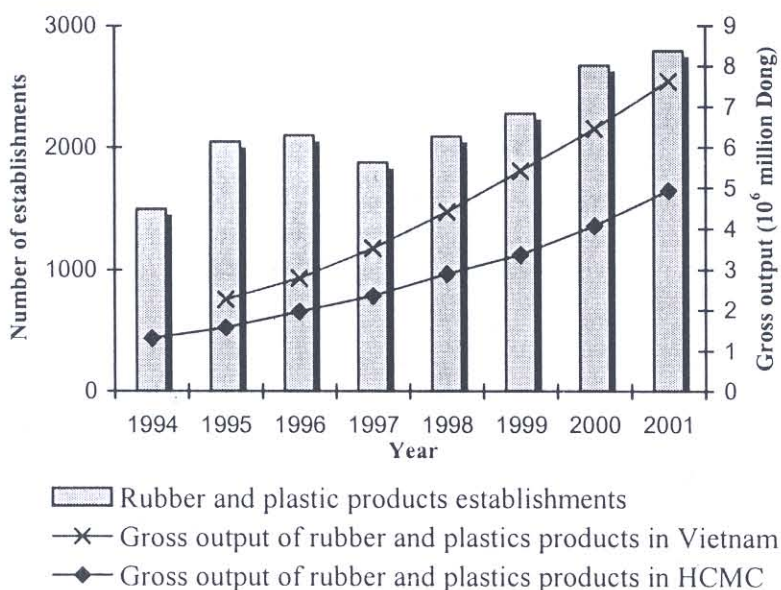 3000
2000
1000
0
Number of establishments
9
8
7
6
5
4
3
2
1
0
Gross output (10⁶ million Dong)
1994 1995 1996 1997 1998 1999 2000 2001
Year
Rubber and plastic products establishments
Gross output of rubber and plastics products in Vietnam
Gross output of rubber and plastics products in HCMC